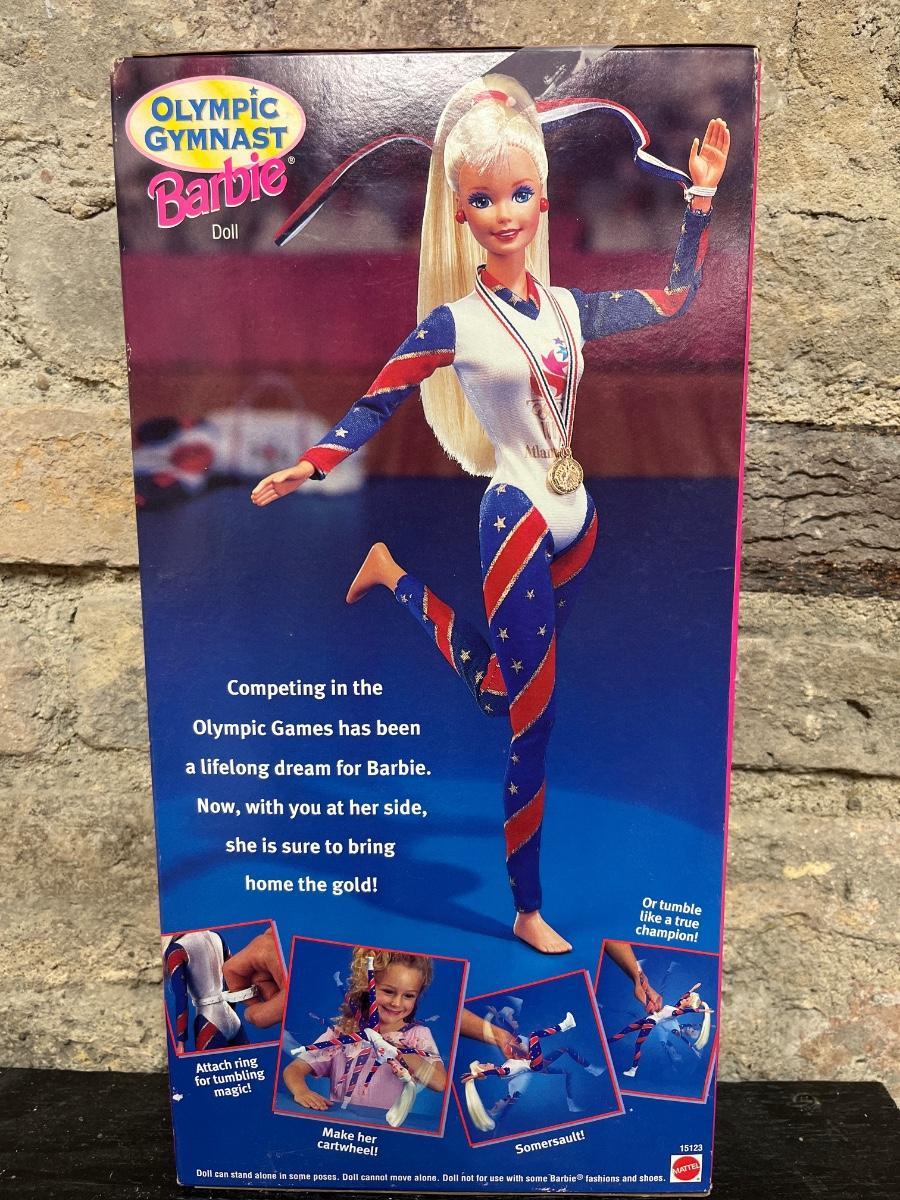 OLYMPIC
GYMNAST
Barbie®
Doll
Competing in the
Olympic Games has been
a lifelong dream for Barbie.
Now, with you at her side,
she is sure to bring
home the gold!
Or tumble
like a true
champion!
Attach ring
for tumbling
magic!
Make her
cartwheel!
Somersault!
15123
MATTEL
Doll can stand alone in some poses. Doll cannot move alone. Doll not for use with some Barbie® fashions and shoes.